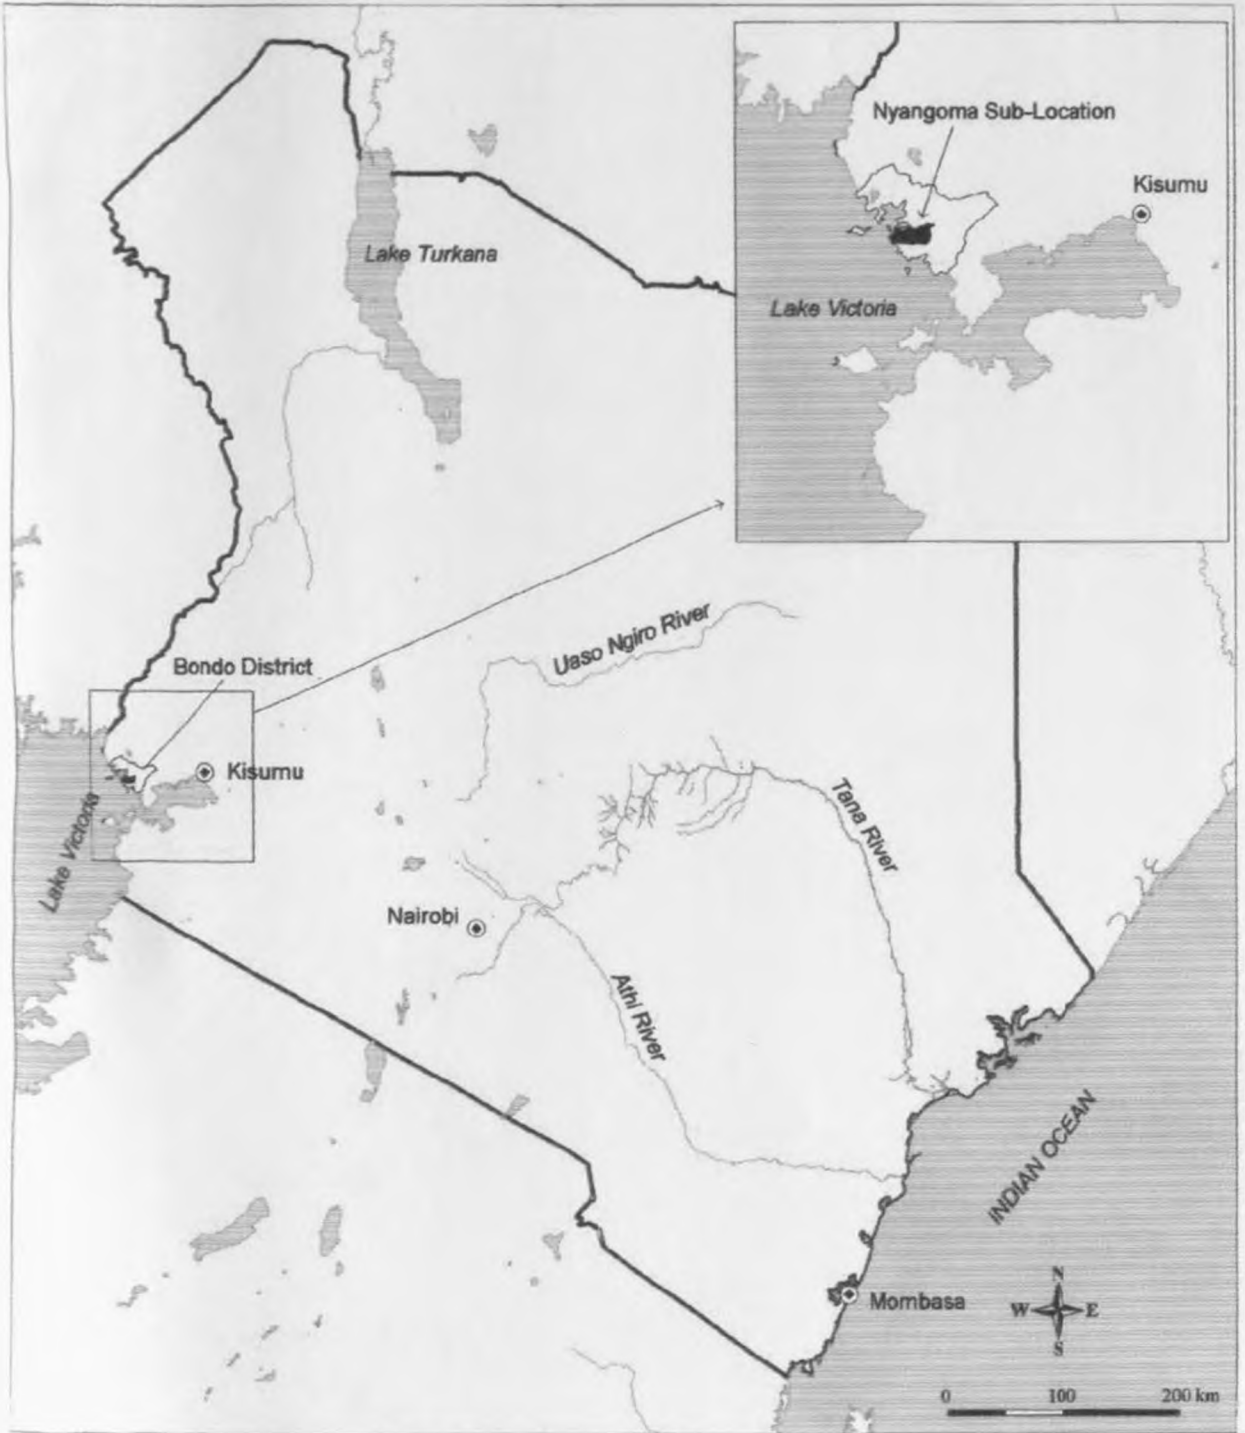 Nyangoma Sub-Location
Kisumu
Lake Victoria
Lake Turkana
Uaso Ngiro River
Bondo District
Kisumu
Lake Victoria
Tana River
Nairobi
Athi River
INDIAN OCEAN
Mombasa
N
W E
S
0 100 200 km